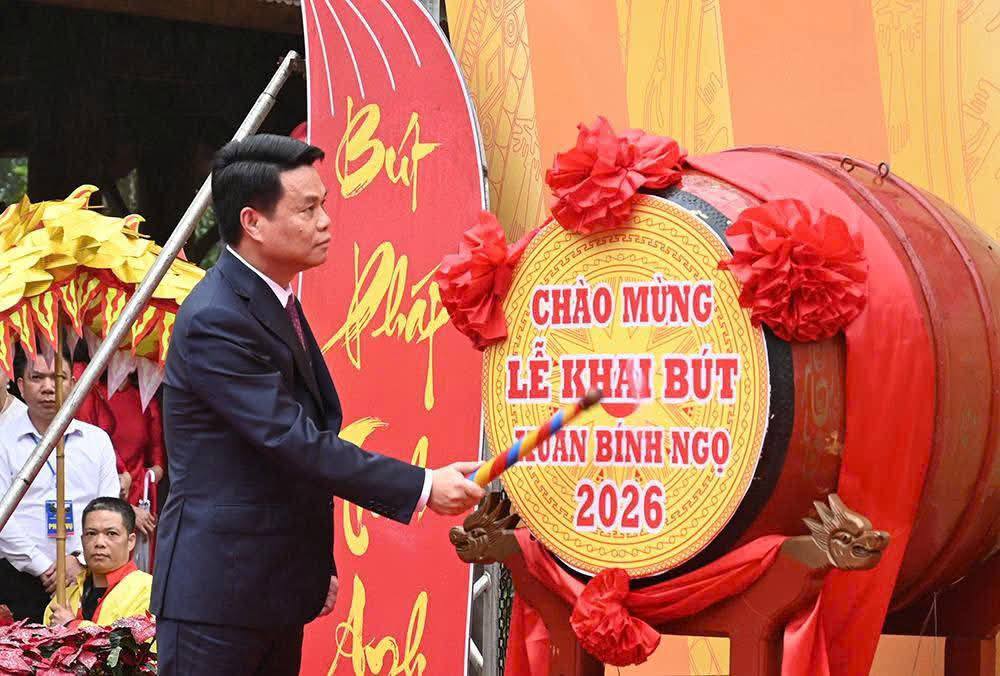 Bút
Pháp
Anh
CHÀO MỪNG
LỄ KHAI BÚT
XUÂN BÍNH NGỌ
2026